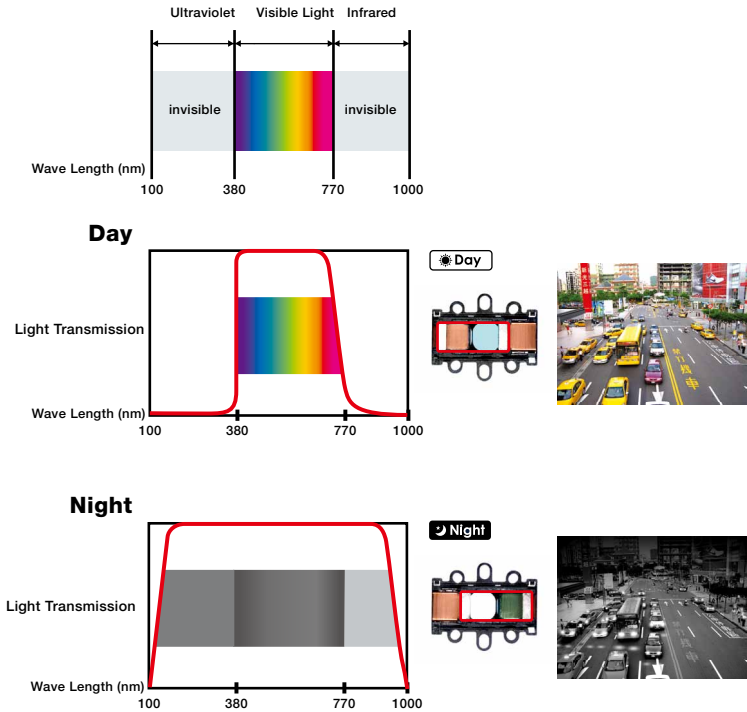 Ultraviolet Visible Light Infrared
invisible invisible
Wave Length (nm)
100 380 770 1000
Day
Day
Light Transmission
Wave Length (nm)
100 380 770 1000
Night
Night
Light Transmission
Wave Length (nm)
100 380 770 1000